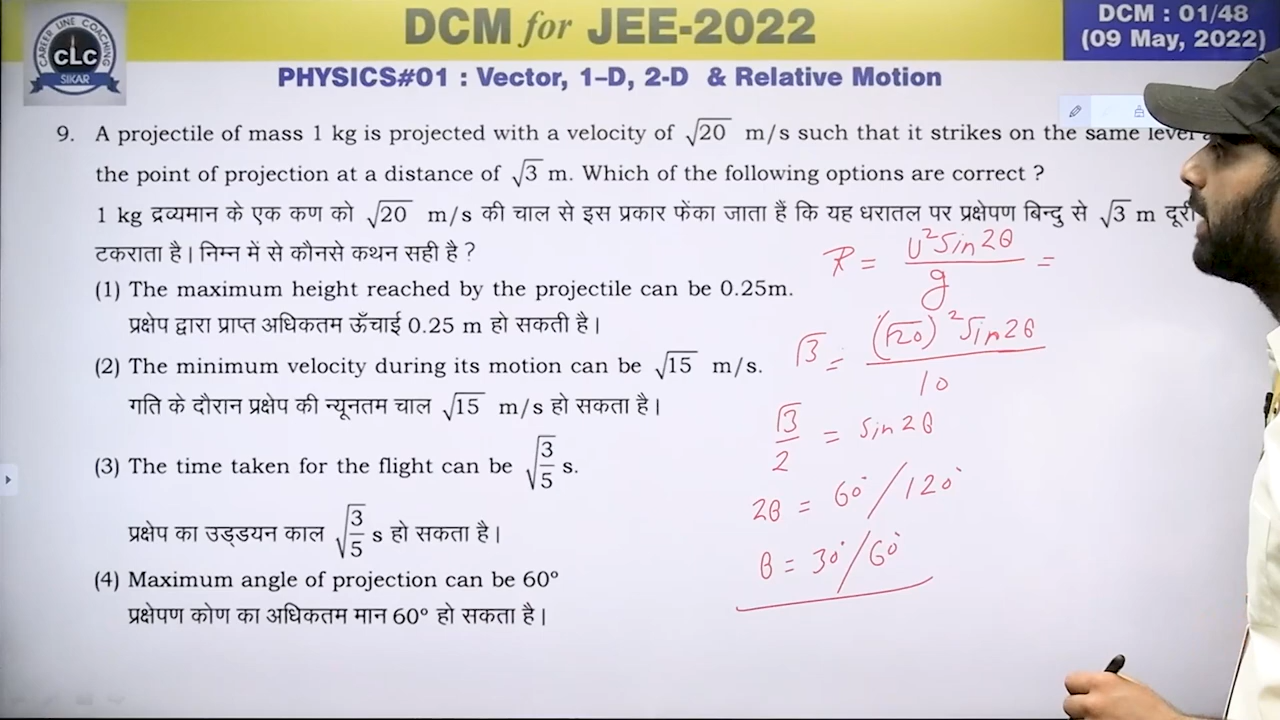 DCM for JEE-2022
DCM : 01/48
(09 May, 2022)
CAREER LINE COACHING
CLC
SIKAR
PHYSICS#01 : Vector, 1–D, 2-D & Relative Motion
9. A projectile of mass 1 kg is projected with a velocity of √20 m/s such that it strikes on the same level
the point of projection at a distance of √3 m. Which of the following options are correct ?
1 kg द्रव्यमान के एक कण को √20 m/s की चाल से इस प्रकार फेंका जाता है कि यह धरातल पर प्रक्षेपण बिन्दु से √3 m दूरी
टकराता है। निम्न में से कौनसे कथन सही है ?
(1) The maximum height reached by the projectile can be 0.25m.
प्रक्षेप द्वारा प्राप्त अधिकतम ऊँचाई 0.25 m हो सकती है।
(2) The minimum velocity during its motion can be √15 m/s.
गति के दौरान प्रक्षेप की न्यूनतम चाल √15 m/s हो सकता है।
(3) The time taken for the flight can be √(3/5) s.
प्रक्षेप का उड्डयन काल √(3/5) s हो सकता है।
(4) Maximum angle of projection can be 60°
प्रक्षेपण कोण का अधिकतम मान 60° हो सकता है।
R = U² Sin2θ / g =
√3 = (√20)² Sin2θ / 10
√3 / 2 = Sin2θ
2θ = 60° / 120°
θ = 30° / 60°